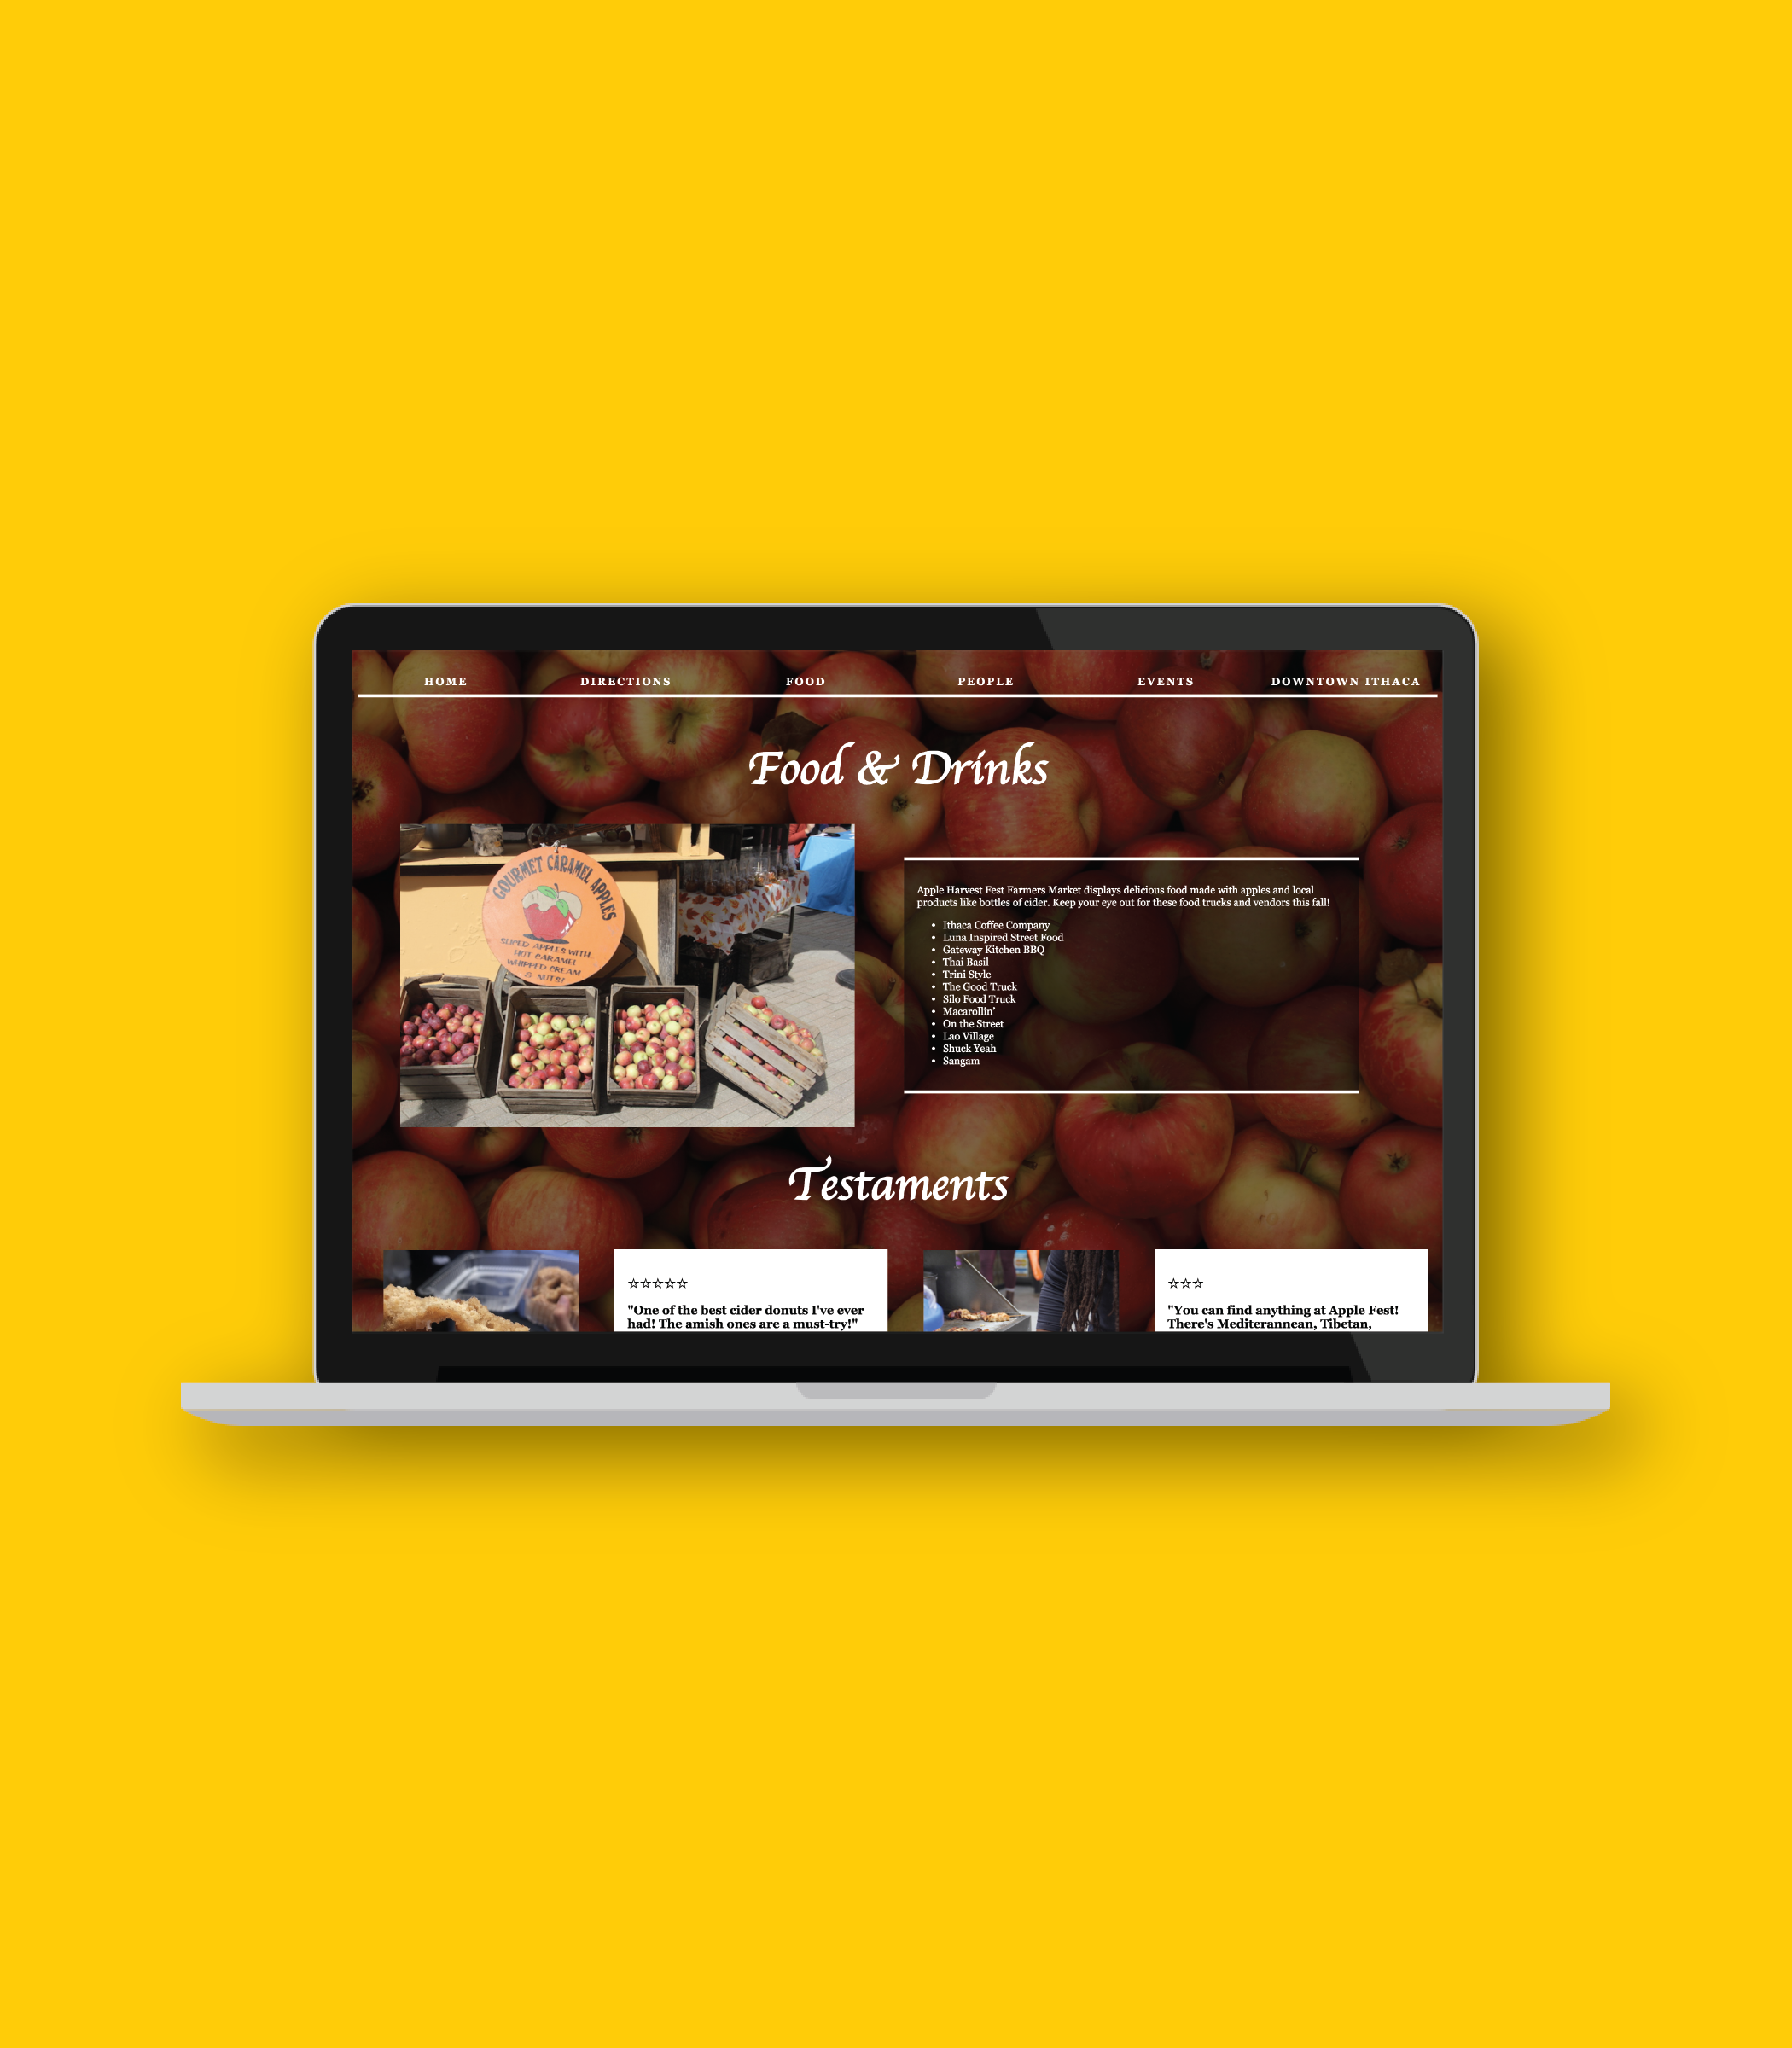 HOME DIRECTIONS FOOD PEOPLE EVENTS DOWNTOWN ITHACA
Food & Drinks
GOURMET CARAMEL APPLES
SLICED APPLES WITH
HOT CARAMEL
WHIPPED CREAM
& NUTS!
Apple Harvest Fest Farmers Market displays delicious food made with apples and local
products like bottles of cider. Keep your eye out for these food trucks and vendors this fall!
• Ithaca Coffee Company
• Luna Inspired Street Food
• Gateway Kitchen BBQ
• Thai Basil
• Trini Style
• The Good Truck
• Silo Food Truck
• Macarollin'
• On the Street
• Lao Village
• Shuck Yeah
• Sangam
Testaments
☆☆☆☆☆
"One of the best cider donuts I've ever
had! The amish ones are a must-try!"
☆☆☆
"You can find anything at Apple Fest!
There's Mediterannean, Tibetan,